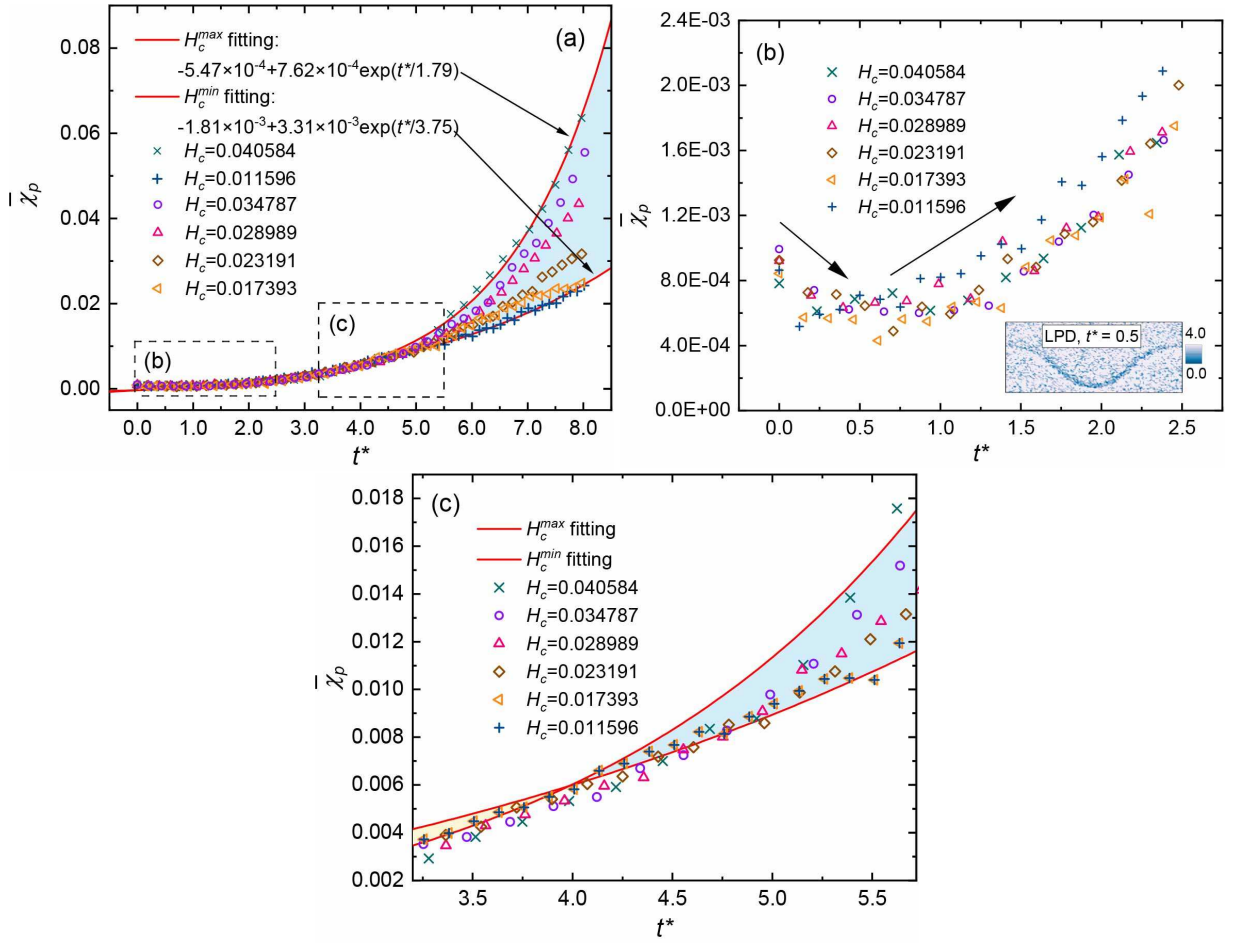 (a)
H_c^max fitting:
-5.47×10^-4+7.62×10^-4exp(t*/1.79)
H_c^min fitting:
-1.81×10^-3+3.31×10^-3exp(t*/3.75)
H_c=0.040584
H_c=0.011596
H_c=0.034787
H_c=0.028989
H_c=0.023191
H_c=0.017393
(b)
(c)
0.08
0.06
0.04
0.02
0.00
χ̄_p
0.0 0.5 1.0 1.5 2.0 2.5 3.0 3.5 4.0 4.5 5.0 5.5 6.0 6.5 7.0 7.5 8.0
t*
(b)
H_c=0.040584
H_c=0.034787
H_c=0.028989
H_c=0.023191
H_c=0.017393
H_c=0.011596
LPD, t* = 0.5
4.0
0.0
2.4E-03
2.0E-03
1.6E-03
1.2E-03
8.0E-04
4.0E-04
0.0E+00
χ̄_p
0.0 0.5 1.0 1.5 2.0 2.5
t*
(c)
H_c^max fitting
H_c^min fitting
H_c=0.040584
H_c=0.034787
H_c=0.028989
H_c=0.023191
H_c=0.017393
H_c=0.011596
0.018
0.016
0.014
0.012
0.010
0.008
0.006
0.004
0.002
χ̄_p
3.5 4.0 4.5 5.0 5.5
t*